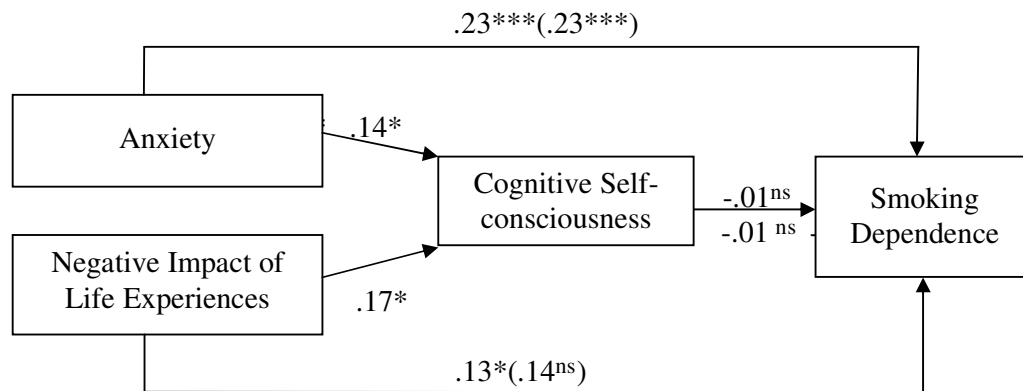 .23***(.23***)
Anxiety
.14*
Cognitive Self-
consciousness
-.01ns
-.01 ns
Smoking
Dependence
Negative Impact of
Life Experiences
.17*
.13*(.14ns)